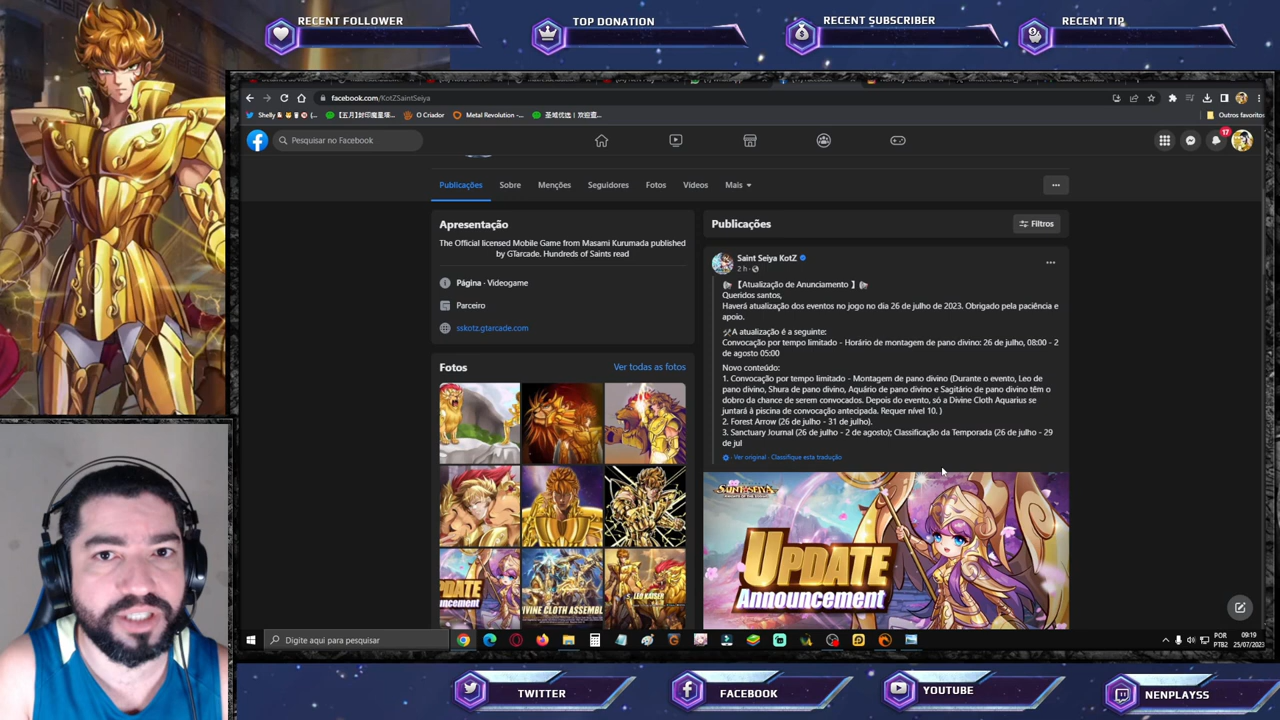 RECENT FOLLOWER
TOP DONATION
RECENT SUBSCRIBER
RECENT TIP
facebook.com/KotZSaintSeiya
Shelly
O Criador
Metal Revolution -...
Outros favoritos
Pesquisar no Facebook
17
Publicações
Sobre
Menções
Seguidores
Fotos
Vídeos
Mais
Apresentação
The Official licensed Mobile Game from Masami Kurumada published
by GTarcade. Hundreds of Saints read
Página · Videogame
Parceiro
sskotz.gtarcade.com
Fotos
Ver todas as fotos
Publicações
Filtros
Saint Seiya KotZ
2 h ·
【Atualização de Anunciamento 】
Queridos santos,
Haverá atualização dos eventos no jogo no dia 26 de julho de 2023. Obrigado pela paciência e
apoio.
A atualização é a seguinte:
Convocação por tempo limitado - Horário de montagem de pano divino: 26 de julho, 08:00 - 2
de agosto 05:00
Novo conteúdo:
1. Convocação por tempo limitado - Montagem de pano divino (Durante o evento, Leo de
pano divino, Shura de pano divino, Aquário de pano divino e Sagitário de pano divino têm o
dobro da chance de serem convocados. Depois do evento, só a Divine Cloth Aquarius se
juntará à piscina de convocação antecipada. Requer nível 10. )
2. Forest Arrow (26 de julho - 31 de julho).
3. Sanctuary Journal (26 de julho - 2 de agosto); Classificação da Temporada (26 de julho - 29
de jul
· Ver original · Classifique esta tradução
SAINT SEIYA
UPDATE
Announcement
DIVINE CLOTH ASSEMBL
LEO KAISER
Digite aqui para pesquisar
POR
PTB2
09:19
25/07/2023
TWITTER
FACEBOOK
YOUTUBE
NENPLAYSS